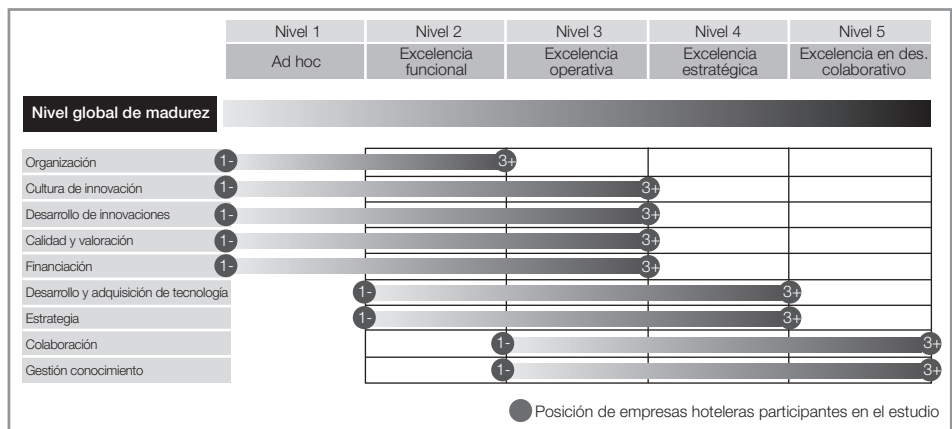 Nivel 1 Nivel 2 Nivel 3 Nivel 4 Nivel 5
Ad hoc Excelencia funcional Excelencia operativa Excelencia estratégica Excelencia en des. colaborativo
Nivel global de madurez
Organización 1- 3+
Cultura de innovación 1- 3+
Desarrollo de innovaciones 1- 3+
Calidad y valoración 1- 3+
Financiación 1- 3+
Desarrollo y adquisición de tecnología 1- 3+
Estrategia 1- 3+
Colaboración 1- 3+
Gestión conocimiento 1- 3+
Posición de empresas hoteleras participantes en el estudio